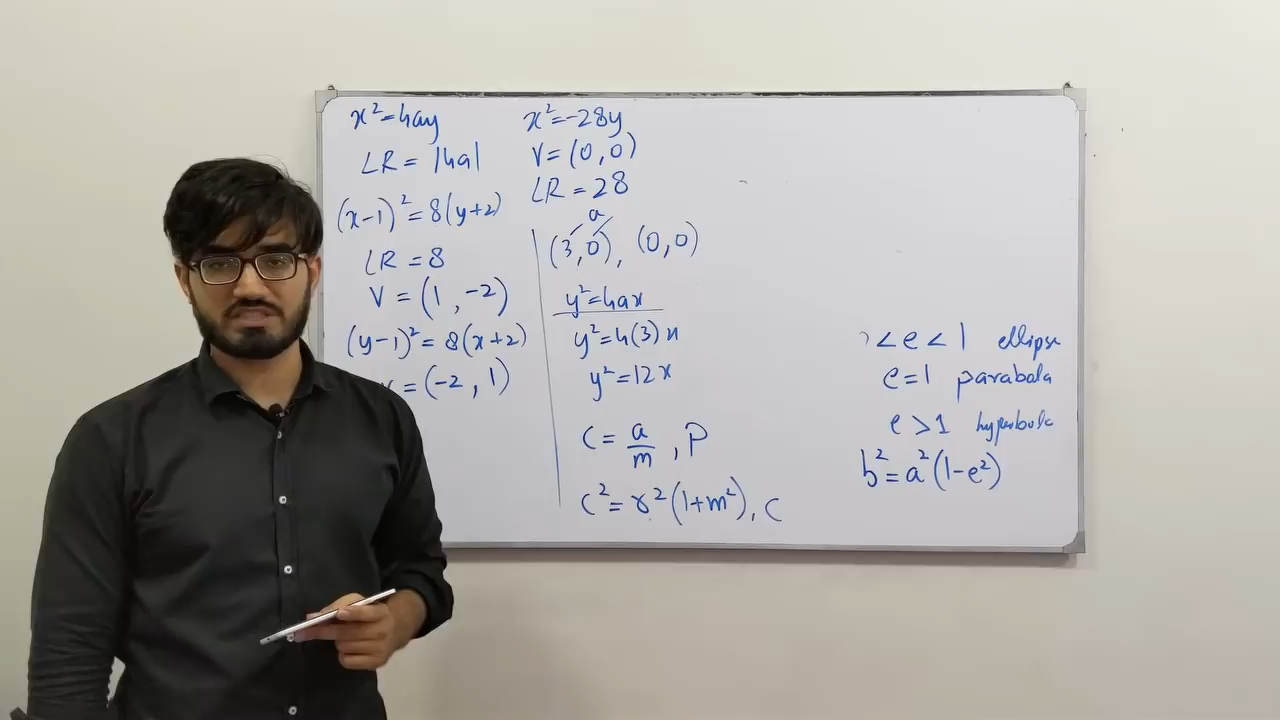 x²=4ay
LR = |4a|
(x-1)² = 8(y+2)
LR = 8
V = (1, -2)
(y-1)² = 8(x+2)
= (-2, 1)
x²=-28y
V=(0,0)
LR = 28
a
(3,0), (0,0)
y²=4ax
y²=4(3)x
y²=12x
C = a/m, P
C² = r²(1+m²), C
<e<1 ellipse
e=1 parabola
e>1 hyperbola
b²=a²(1-e²)